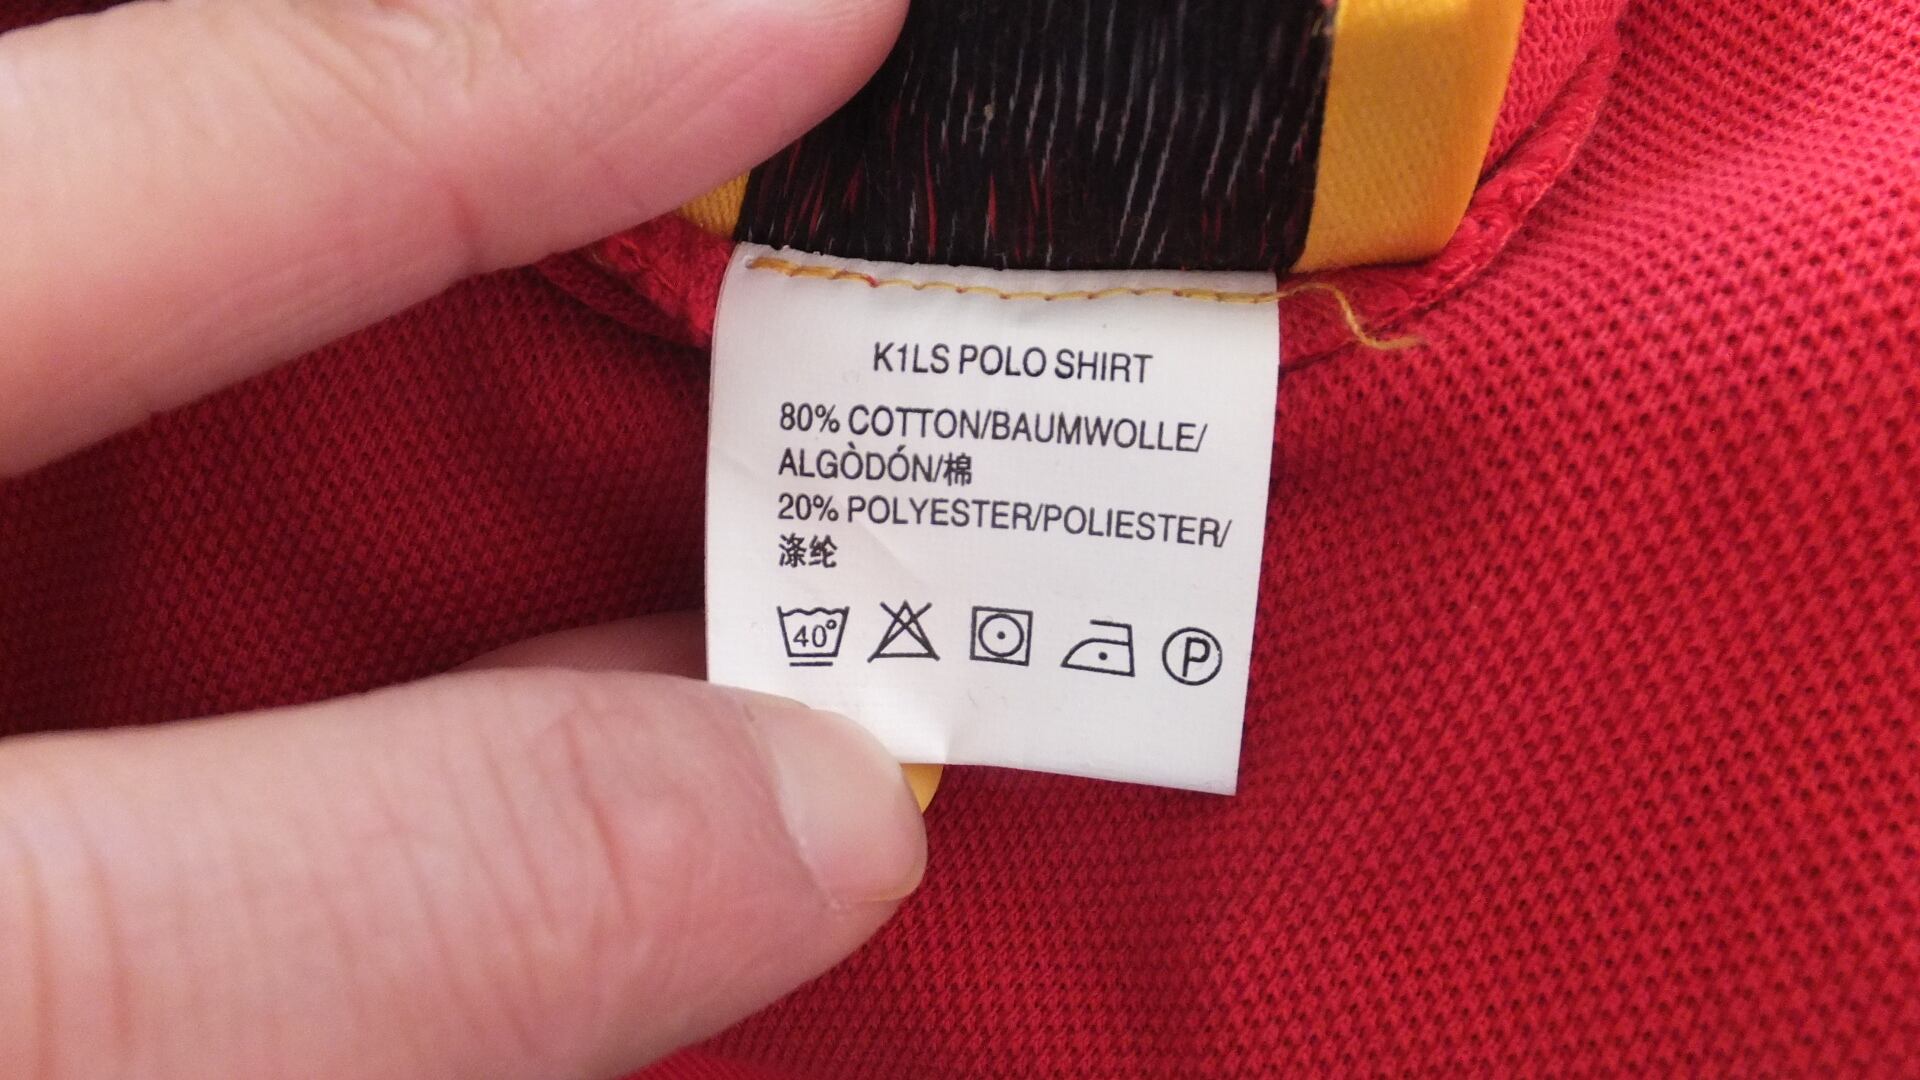 K1LS POLO SHIRT
80% COTTON/BAUMWOLLE/
ALGÒDÓN/棉
20% POLYESTER/POLIESTER/
涤纶
40°
P